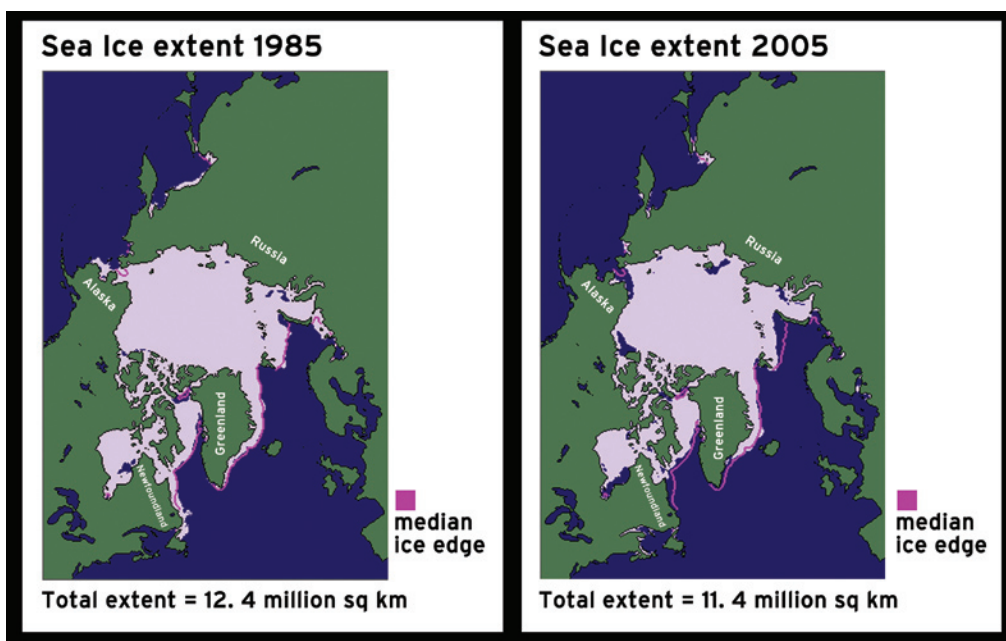 Sea Ice extent 1985
Russia
Alaska
Greenland
Newfoundland
median
ice edge
Total extent = 12. 4 million sq km
Sea Ice extent 2005
Russia
Alaska
Greenland
Newfoundland
median
ice edge
Total extent = 11. 4 million sq km